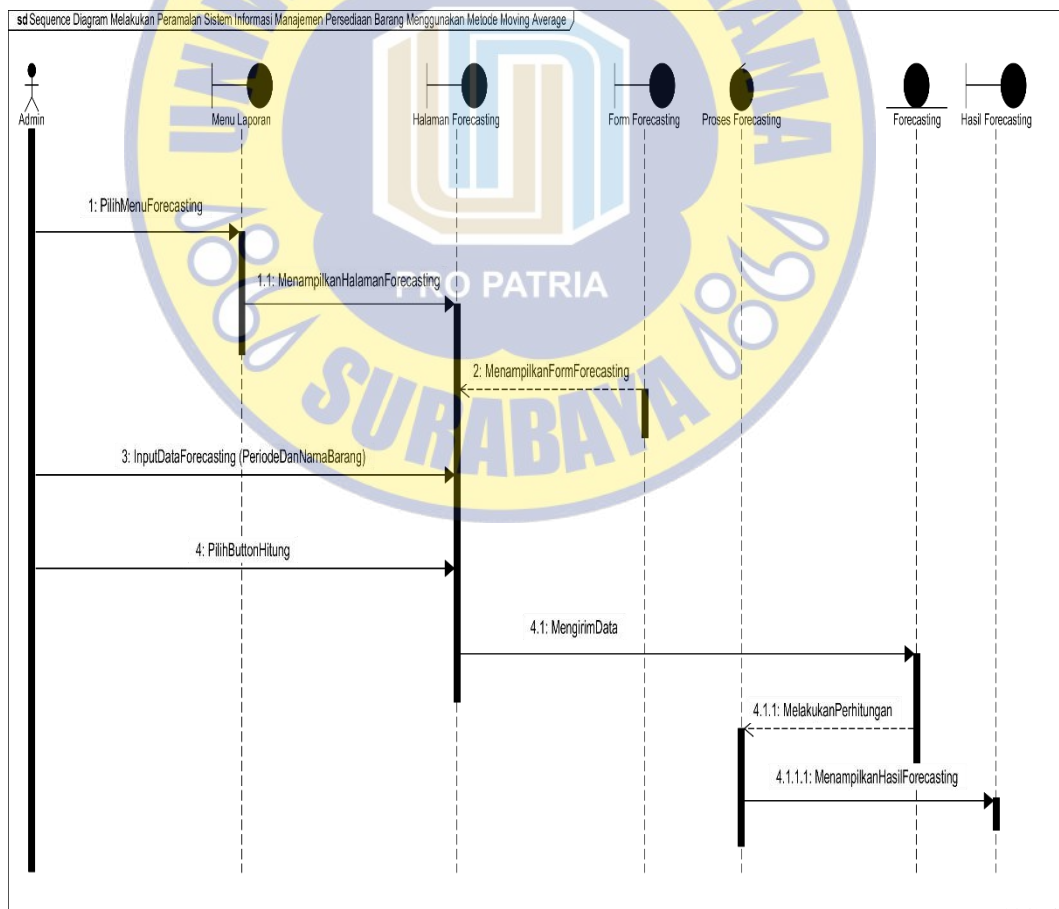 sd Sequence Diagram Melakukan Peramalan Sistem Informasi Manajemen Persediaan Barang Menggunakan Metode Moving Average
Admin
Menu Laporan
Halaman Forecasting
Form Forecasting
Proses Forecasting
Forecasting
Hasil Forecasting
1: PilihMenuForecasting
1.1: MenampilkanHalamanForecasting
PRO PATRIA
2: MenampilkanFormForecasting
SURABAYA
3: InputDataForecasting (PeriodeDanNamaBarang)
4: PilihButtonHitung
4.1: MengirimData
4.1.1: MelakukanPerhitungan
4.1.1.1: MenampilkanHasilForecasting